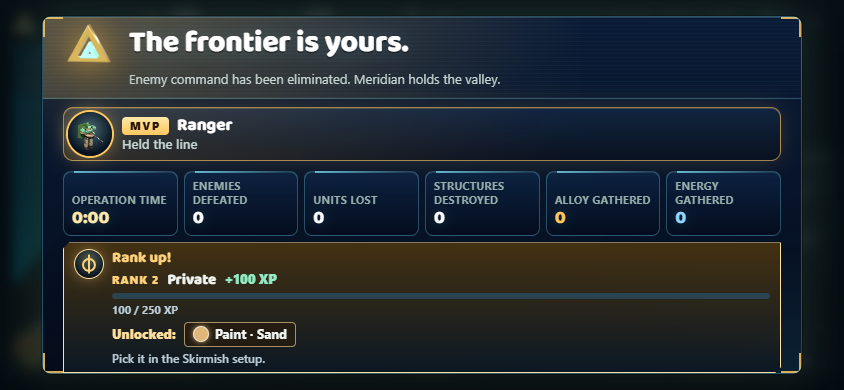 The frontier is yours.
Enemy command has been eliminated. Meridian holds the valley.
MVP Ranger
Held the line
OPERATION TIME
0:00
ENEMIES
DEFEATED
0
UNITS LOST
0
STRUCTURES
DESTROYED
0
ALLOY GATHERED
0
ENERGY
GATHERED
0
Rank up!
RANK 2 Private +100 XP
100 / 250 XP
Unlocked: Paint · Sand
Pick it in the Skirmish setup.